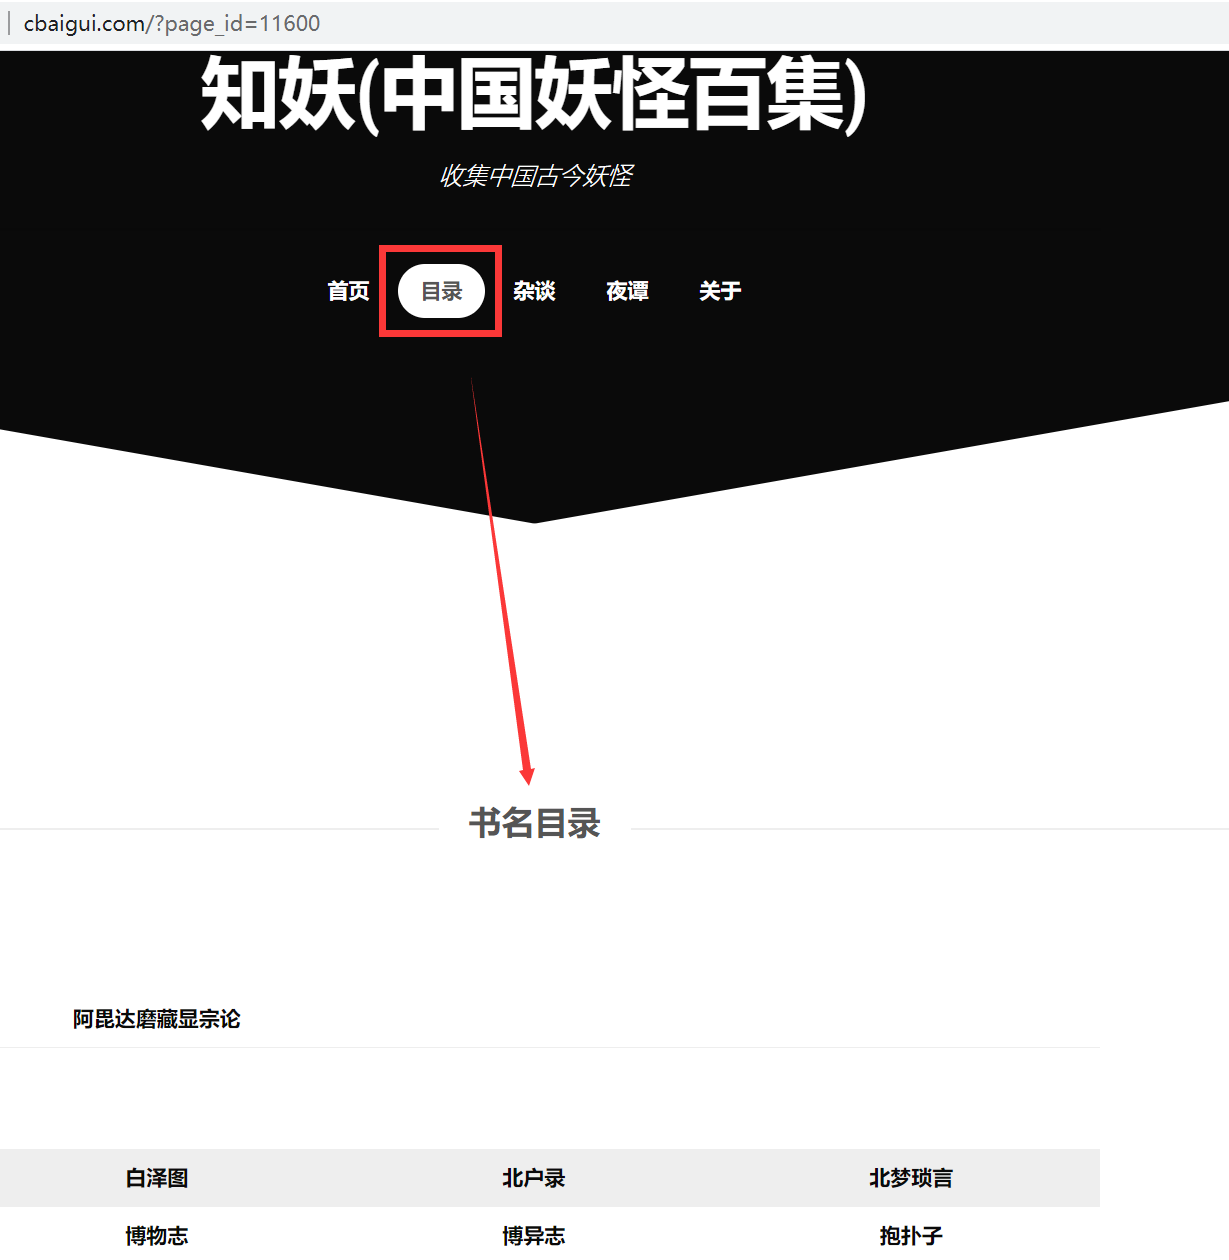 cbaigui.com/?page_id=11600
知妖(中国妖怪百集)
收集中国古今妖怪
首页 目录 杂谈 夜谭 关于
书名目录
阿毘达磨藏显宗论
白泽图 北户录 北梦琐言
博物志 博异志 抱扑子